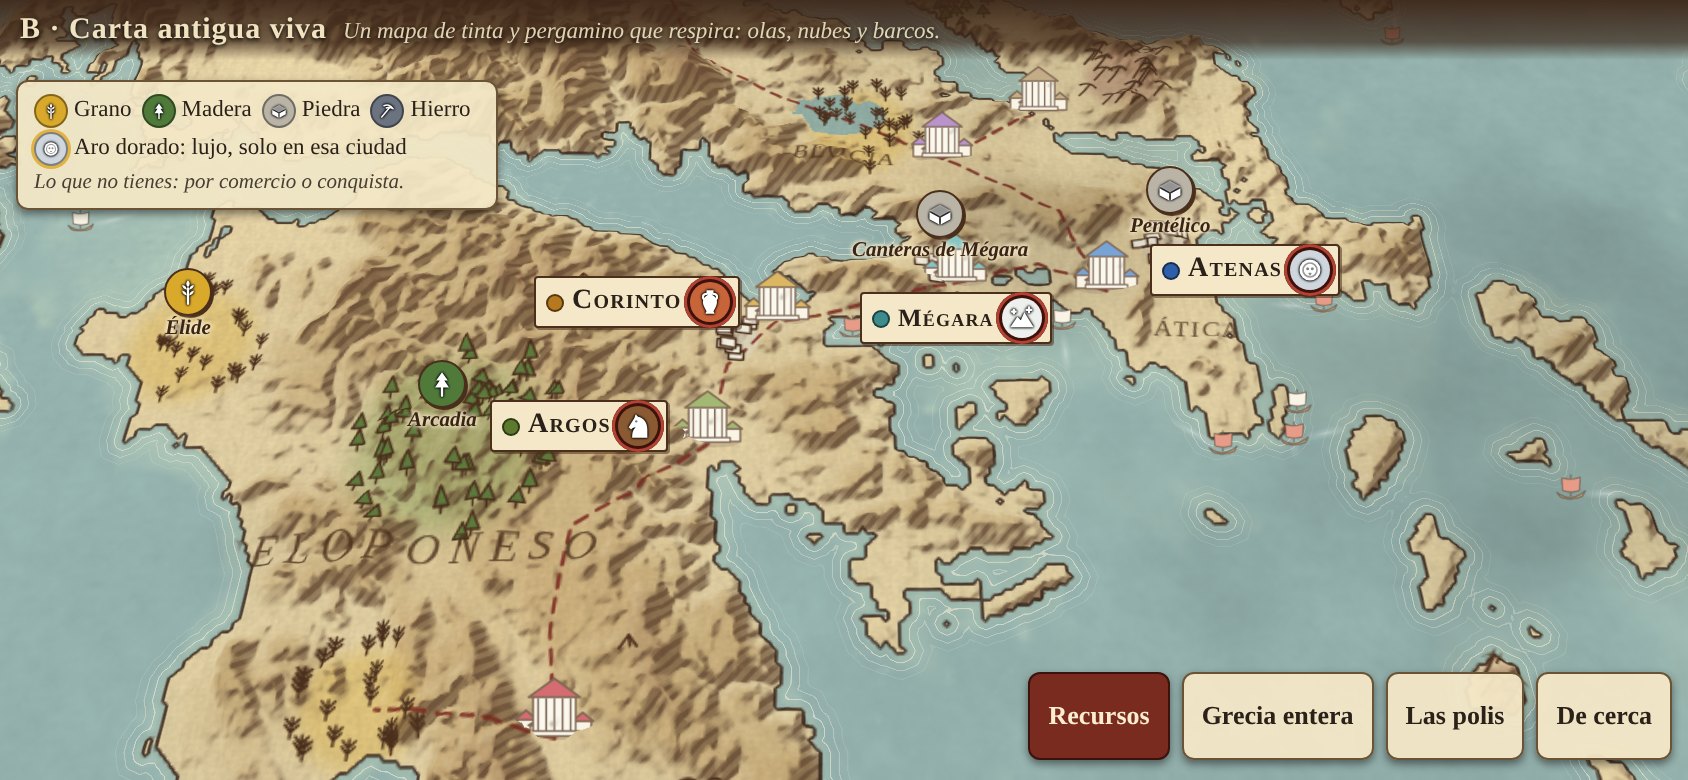 B · Carta antigua viva Un mapa de tinta y pergamino que respira: olas, nubes y barcos.
Grano Madera Piedra Hierro
Aro dorado: lujo, solo en esa ciudad
Lo que no tienes: por comercio o conquista.
Pentélico
Canteras de Mégara
ATENAS
CORINTO
MÉGARA
Élide
ÁTICA
Arcadia
ARGOS
ELOPONESO
Recursos
Grecia entera
Las polis
De cerca